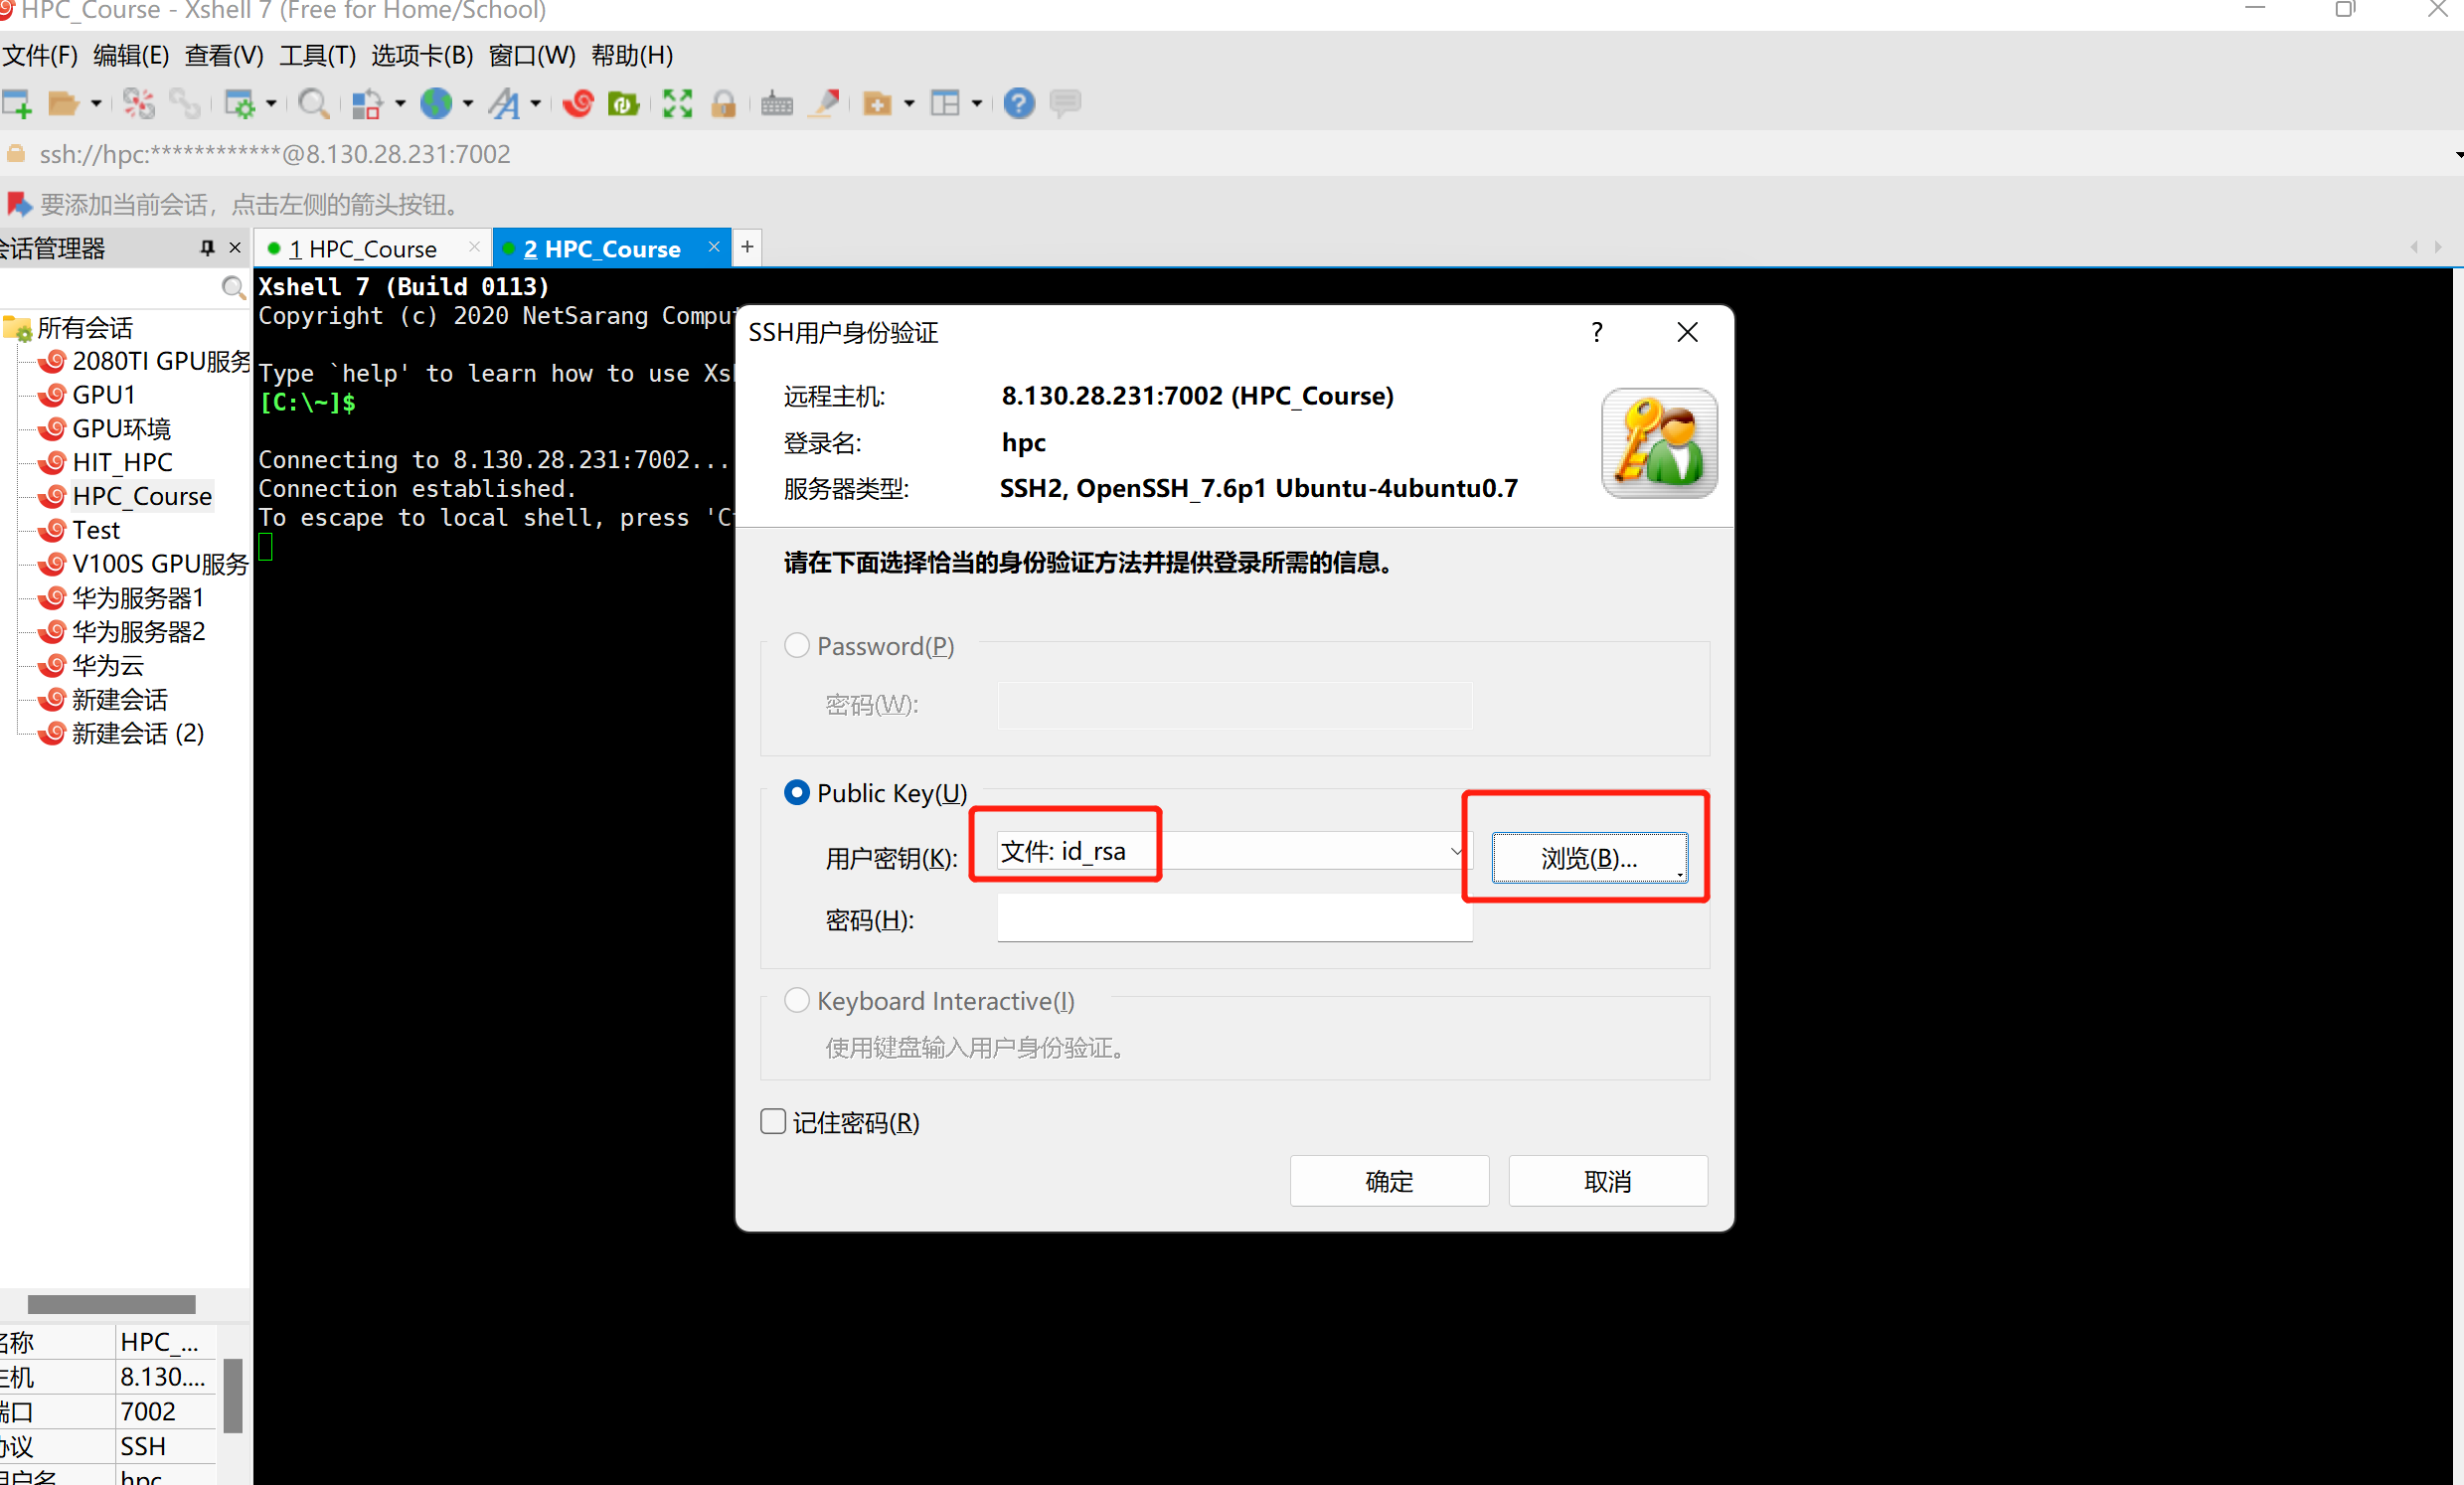 HPC_Course - Xshell 7 (Free for Home/School)
文件(F) 编辑(E) 查看(V) 工具(T) 选项卡(B) 窗口(W) 帮助(H)
ssh://hpc:************@8.130.28.231:7002
要添加当前会话，点击左侧的箭头按钮。
会话管理器
1 HPC_Course
2 HPC_Course
+
所有会话
2080TI GPU服务
GPU1
GPU环境
HIT_HPC
HPC_Course
Test
V100S GPU服务
华为服务器1
华为服务器2
华为云
新建会话
新建会话 (2)
名称 HPC_...
主机 8.130....
端口 7002
协议 SSH
用户名 hpc
Xshell 7 (Build 0113)
Copyright (c) 2020 NetSarang
Type `help' to learn how to use
[C:\~]$
Connecting to 8.130.28.231:7002...
Connection established.
To escape to local shell, press
SSH用户身份验证
?
远程主机: 8.130.28.231:7002 (HPC_Course)
登录名: hpc
服务器类型: SSH2, OpenSSH_7.6p1 Ubuntu-4ubuntu0.7
请在下面选择恰当的身份验证方法并提供登录所需的信息。
Password(P)
密码(W):
Public Key(U)
用户密钥(K): 文件: id_rsa 浏览(B)...
密码(H):
Keyboard Interactive(I)
使用键盘输入用户身份验证。
记住密码(R)
确定 取消